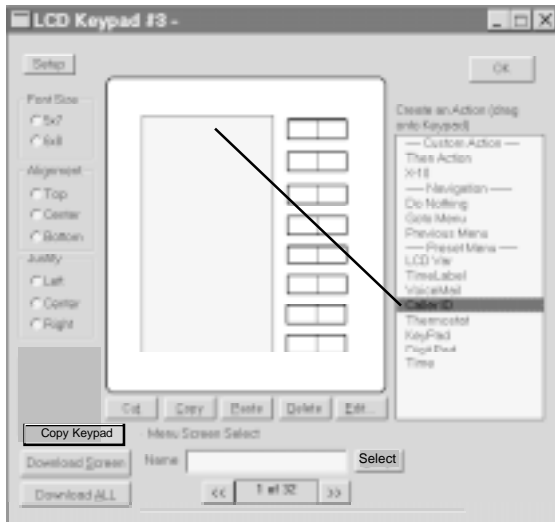 LCD Keypad #3 -
Setup
OK
Font Size
5x7
6x8
Alignment
Top
Center
Bottom
Justify
Left
Center
Right
Create an Action (drag
onto Keypad)
---- Custom Action ----
Then Action
X-10
---- Navigation ----
Do Nothing
Goto Menu
Previous Menu
---- Preset Menu ----
LCD Var
TimeLabel
VoiceMail
Caller ID
Thermostat
KeyPad
Digit Pad
Time
Cut
Copy
Paste
Delete
Edit...
Copy Keypad
Menu Screen Select
Download Screen
Name
Select
Download ALL
<<
1 of 32
>>